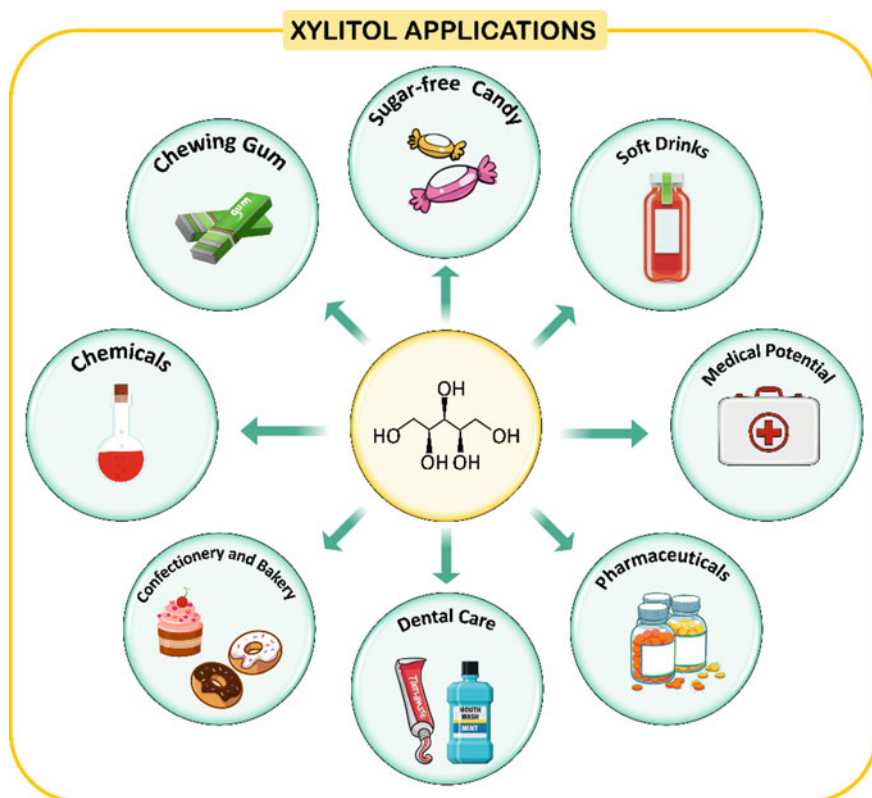 XYLITOL APPLICATIONS
Sugar-free Candy
Chewing Gum
gum
Soft Drinks
Chemicals
OH
HO
OH
OH
OH
Medical Potential
Confectionery and Bakery
Dental Care
Toothpaste
MOUTH
WASH
MINT
Pharmaceuticals